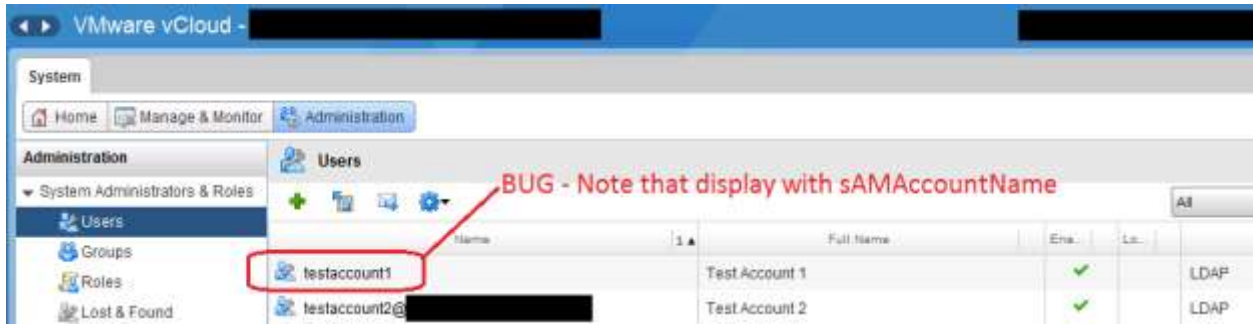 VMware vCloud -
System
Home Manage & Monitor Administration
Administration Users
System Administrators & Roles
BUG - Note that display with sAMAccountName
All
Users
Groups
Roles
Lost & Found
Name 1 Full Name Ena... Lo...
testaccount1 Test Account 1 LDAP
testaccount2@ Test Account 2 LDAP